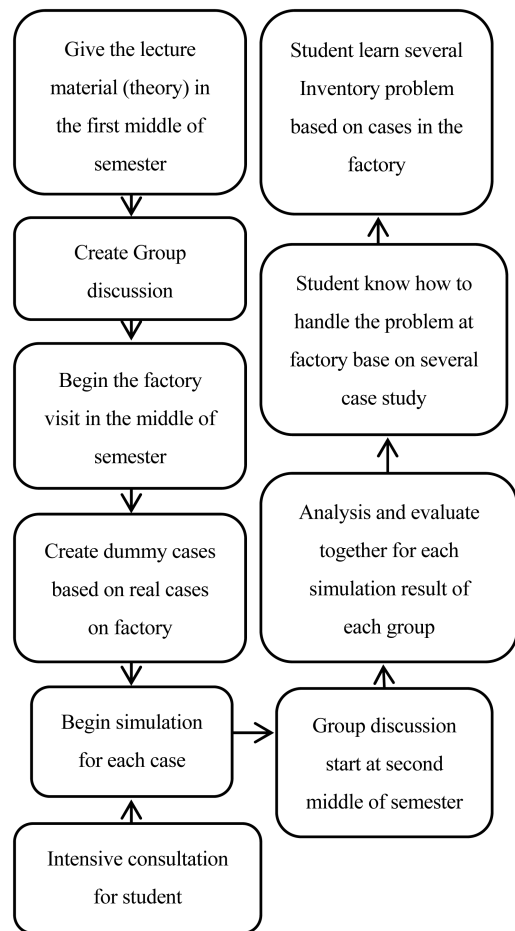 Give the lecture
material (theory) in
the first middle of
semester
Create Group
discussion
Begin the factory
visit in the middle of
semester
Create dummy cases
based on real cases
on factory
Begin simulation
for each case
Intensive consultation
for student
Group discussion
start at second
middle of semester
Analysis and evaluate
together for each
simulation result of
each group
Student know how to
handle the problem at
factory base on several
case study
Student learn several
Inventory problem
based on cases in the
factory